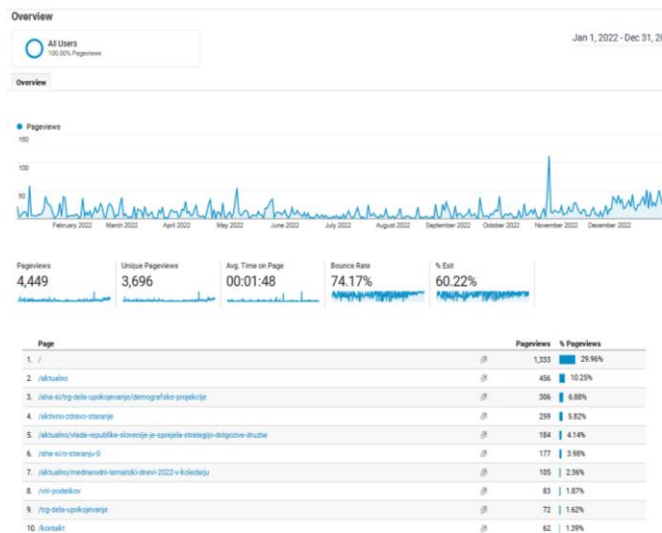 Overview
All Users
100.00% Pageviews
Jan 1, 2022 - Dec 31, 20
Overview
Pageviews
150
100
50
February 2022 March 2022 April 2022 May 2022 June 2022 July 2022 August 2022 September 2022 October 2022 November 2022 December 2022
Pageviews Unique Pageviews Avg. Time on Page Bounce Rate % Exit
4,449 3,696 00:01:48 74.17% 60.22%
Page Pageviews % Pageviews
1. / 1,333 29.96%
2. /aktualno 456 10.25%
3. /aha-si/trg-dela-upokojevanje/demografske-projekcije 306 6.88%
4. /aktivno-zdravo-staranje 259 5.82%
5. /aktualno/vlada-republike-slovenije-je-sprejela-strategijo-dolgozive-druzbe 184 4.14%
6. /aha-si/o-staranju-0 177 3.98%
7. /aktualno/mednarodni-tematski-dnevi-2022-v-koledarju 105 2.36%
8. /viri-podatkov 83 1.87%
9. /trg-dela-upokojevanje 72 1.62%
10. /kontakt 62 1.39%